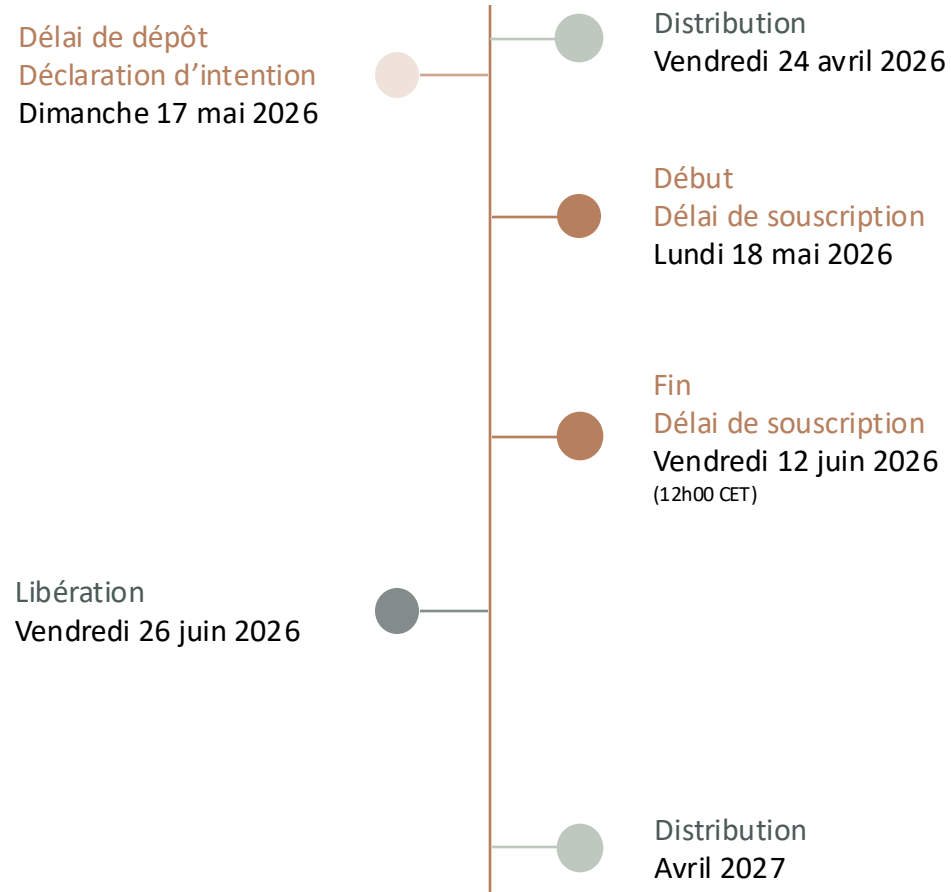 Distribution
Vendredi 24 avril 2026
Délai de dépôt
Déclaration d’intention
Dimanche 17 mai 2026
Début
Délai de souscription
Lundi 18 mai 2026
Fin
Délai de souscription
Vendredi 12 juin 2026
(12h00 CET)
Libération
Vendredi 26 juin 2026
Distribution
Avril 2027